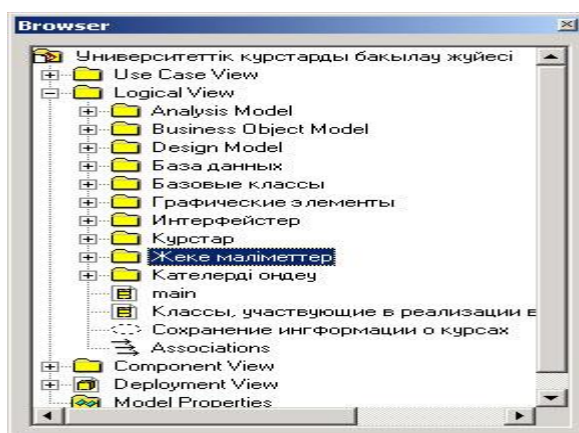 Browser
Университеттік курстарды бакылау жуйесі
Use Case View
Logical View
Analysis Model
Business Object Model
Design Model
База данных
Базовые классы
Графические элементы
Интерфейстер
Курстар
Жеке маліметтер
Кателерді ондеу
main
Классы, участвующие в реализации в
Сохранение ингформации о курсах
Associations
Component View
Deployment View
Model Properties